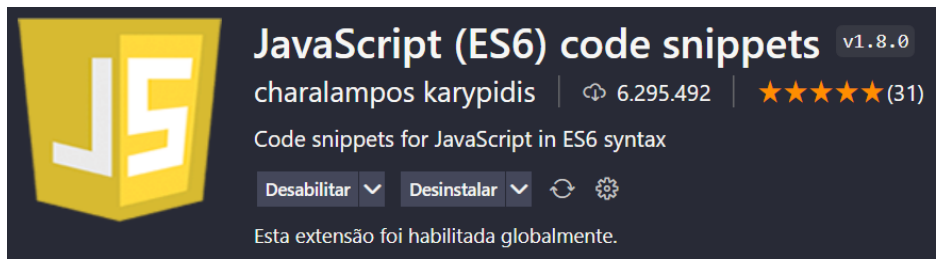 JS
JavaScript (ES6) code snippets v1.8.0
charalampos karypidis 6.295.492 (31)
Code snippets for JavaScript in ES6 syntax
Desabilitar Desinstalar
Esta extensão foi habilitada globalmente.